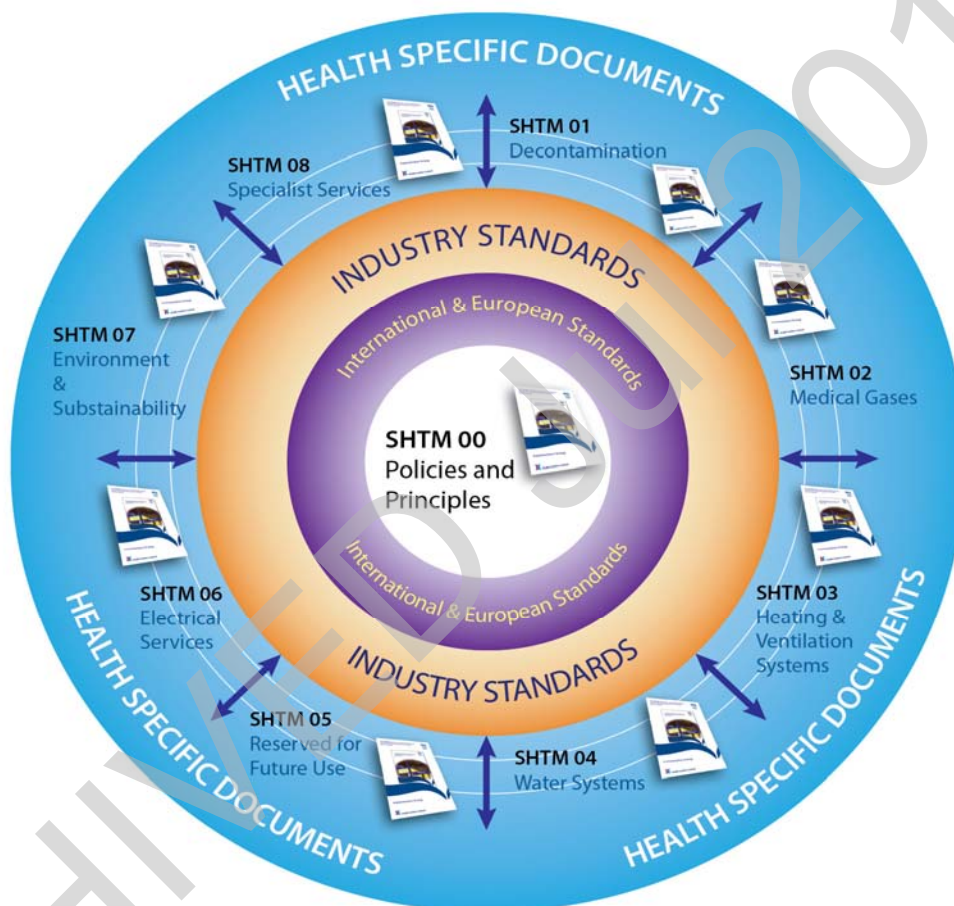 HEALTH SPECIFIC DOCUMENTS
SHTM 01
Decontamination
SHTM 08
Specialist Services
INDUSTRY STANDARDS
International & European Standards
SHTM 07
Environment
&
Substainability
SHTM 02
Medical Gases
SHTM 00
Policies and
Principles
International & European Standards
SHTM 06
Electrical
Services
SHTM 03
Heating &
Ventilation
Systems
INDUSTRY STANDARDS
SHTM 05
Reserved for
Future Use
SHTM 04
Water Systems
HEALTH SPECIFIC DOCUMENTS
HEALTH SPECIFIC DOCUMENTS
HIVED Jul 201